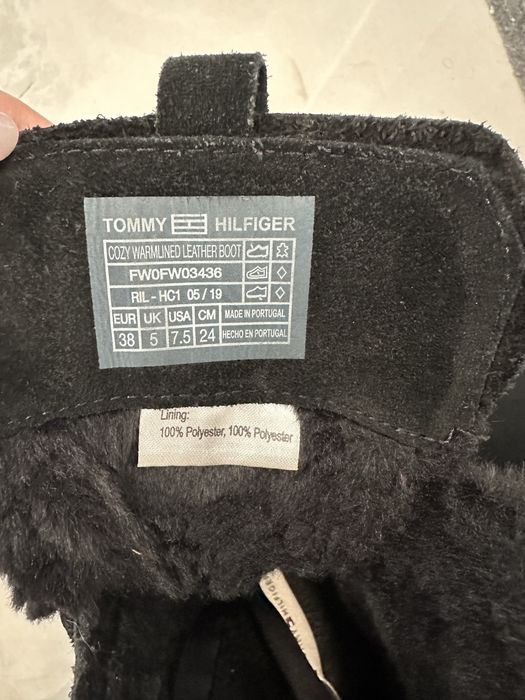 TOMMY HILFIGER
COZY WARMLINED LEATHER BOOT
FW0FW03436
RIL - HC1 05 / 19
EUR UK USA CM MADE IN PORTUGAL
38 5 7.5 24 HECHO EN PORTUGAL
Lining:
100% Polyester, 100% Polyester
HILFIGER